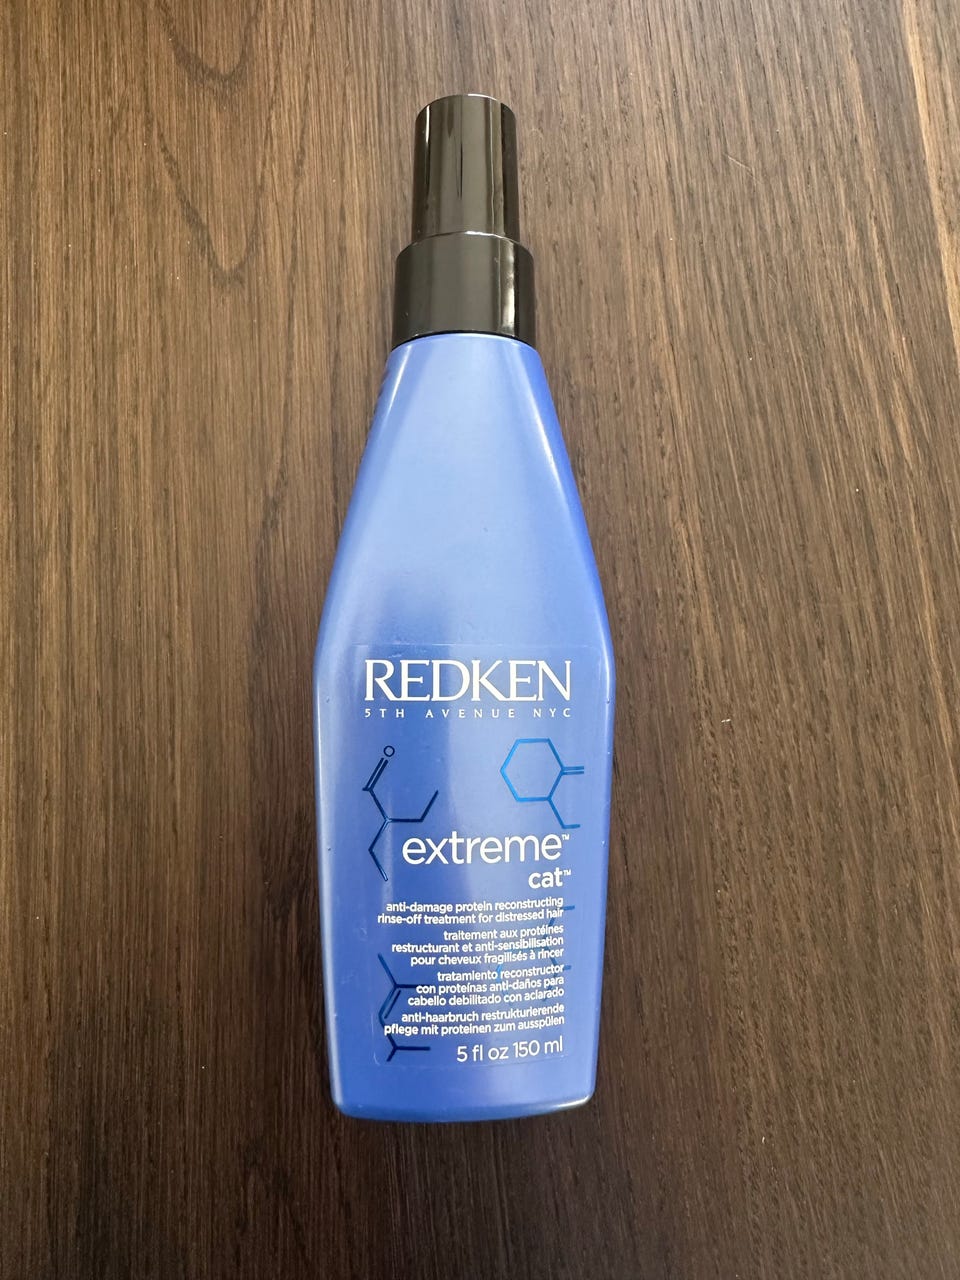 REDKEN
5TH AVENUE NYC
extreme™
cat™
anti-damage protein reconstructing
rinse-off treatment for distressed hair
traitement aux protéines
restructurant et anti-sensibilisation
pour cheveux fragilisés à rincer
tratamiento reconstructor
con proteínas anti-daños para
cabello debilitado con aclarado
anti-haarbruch restrukturierende
pflege mit proteinen zum ausspülen
5 fl oz 150 ml